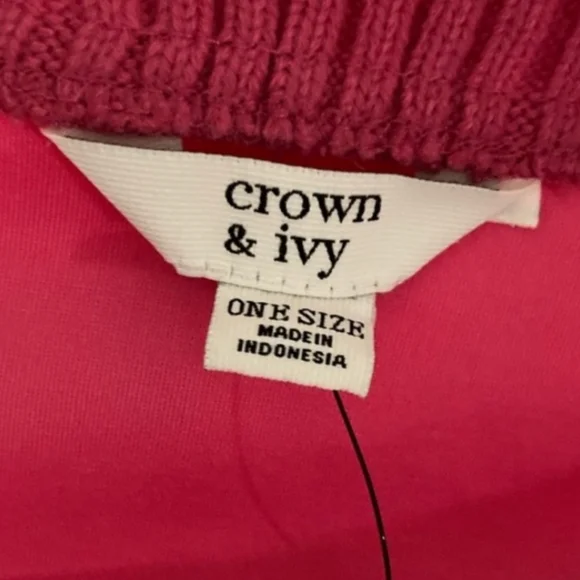 crown
& ivy
ONE SIZE
MADE IN
INDONESIA